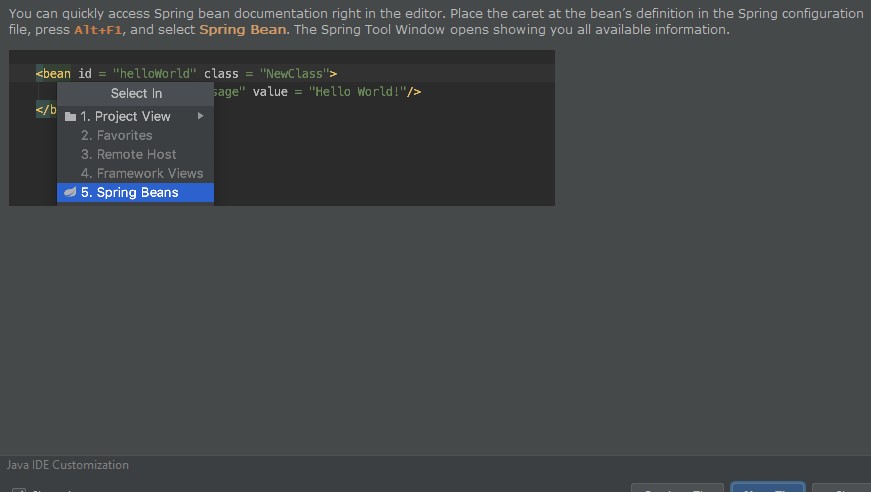 You can quickly access Spring bean documentation right in the editor. Place the caret at the bean's definition in the Spring configuration
file, press Alt+F1, and select Spring Bean. The Spring Tool Window opens showing you all available information.
<bean id = "helloWorld" class = "NewClass">
sage" value = "Hello World!"/>
</b
Select In
1. Project View
2. Favorites
3. Remote Host
4. Framework Views
5. Spring Beans
Java IDE Customization